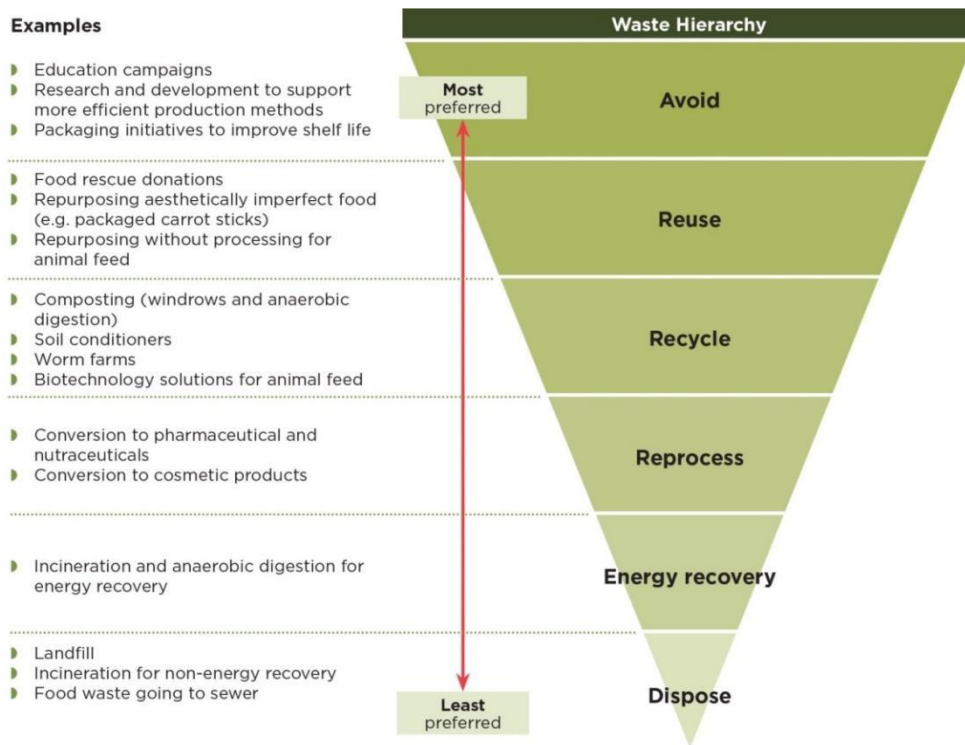 Examples
Waste Hierarchy
Education campaigns
Research and development to support
more efficient production methods
Packaging initiatives to improve shelf life
Most
preferred
Avoid
Food rescue donations
Repurposing aesthetically imperfect food
(e.g. packaged carrot sticks)
Repurposing without processing for
animal feed
Reuse
Composting (windrows and anaerobic
digestion)
Soil conditioners
Worm farms
Biotechnology solutions for animal feed
Recycle
Conversion to pharmaceutical and
nutraceuticals
Conversion to cosmetic products
Reprocess
Incineration and anaerobic digestion for
energy recovery
Energy recovery
Landfill
Incineration for non-energy recovery
Food waste going to sewer
Least
preferred
Dispose